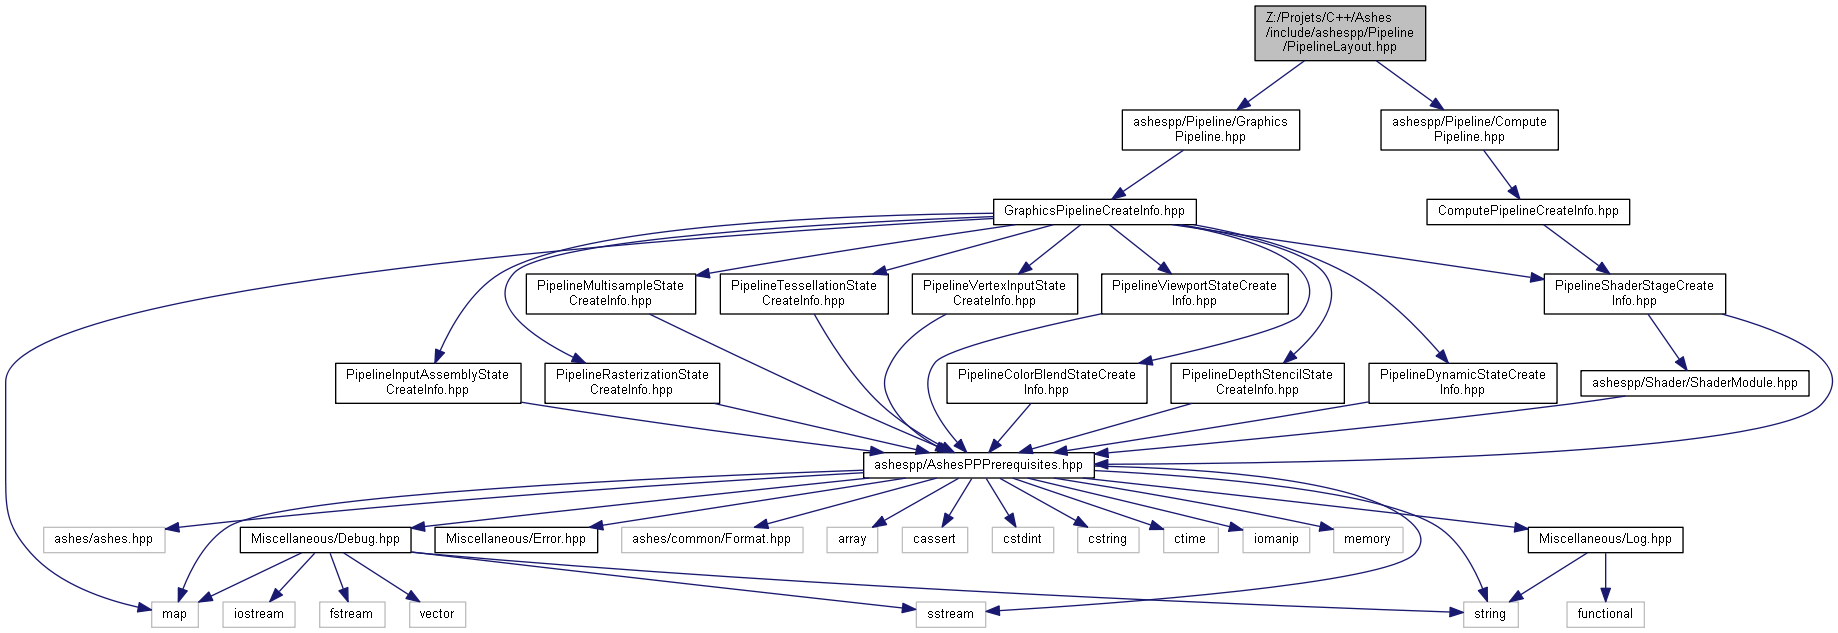 Z:/Projets/C++/Ashes
/include/ashespp/Pipeline
/PipelineLayout.hpp
ashespp/Pipeline/Graphics
Pipeline.hpp
ashespp/Pipeline/Compute
Pipeline.hpp
GraphicsPipelineCreateInfo.hpp
ComputePipelineCreateInfo.hpp
PipelineMultisampleState
CreateInfo.hpp
PipelineTessellationState
CreateInfo.hpp
PipelineVertexInputState
CreateInfo.hpp
PipelineViewportStateCreate
Info.hpp
PipelineShaderStageCreate
Info.hpp
PipelineInputAssemblyState
CreateInfo.hpp
PipelineRasterizationState
CreateInfo.hpp
PipelineColorBlendStateCreate
Info.hpp
PipelineDepthStencilState
CreateInfo.hpp
PipelineDynamicStateCreate
Info.hpp
ashespp/Shader/ShaderModule.hpp
ashespp/AshesPPPrerequisites.hpp
ashes/ashes.hpp
Miscellaneous/Debug.hpp
Miscellaneous/Error.hpp
ashes/common/Format.hpp
array
cassert
cstdint
cstring
ctime
iomanip
memory
Miscellaneous/Log.hpp
map
iostream
fstream
vector
sstream
string
functional